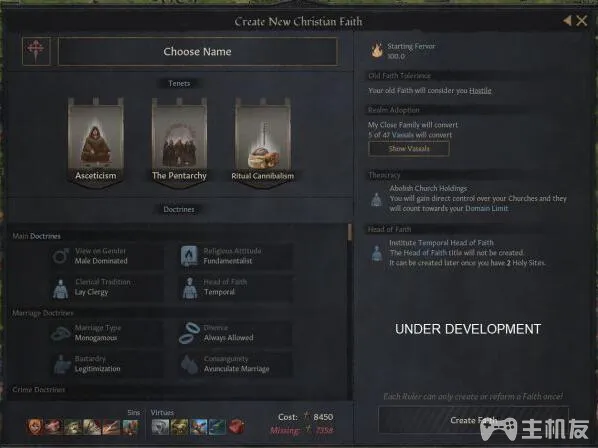 Create New Christian Faith
Choose Name
Tenets
Asceticism
The Pentarchy
Ritual Cannibalism
Doctrines
Main Doctrines
View on Gender
Male Dominated
Religious Attitude
Fundamentalist
Clerical Tradition
Lay Clergy
Head of Faith
Temporal
Marriage Doctrines
Marriage Type
Monogamous
Divorce
Always Allowed
Bastardry
Legitimization
Consanguinity
Avunculate Marriage
Crime Doctrines
Sins
Virtues
Cost: 8450
Missing: 7358
Starting Fervor
100.0
Old Faith Tolerance
Your old Faith will consider you Hostile
Realm Adoption
My Close Family will convert
5 of 47 Vassals will convert
Show Vassals
Theocracy
Abolish Church Holdings
You will gain direct control over your Churches and they
will count towards your Domain Limit
Head of Faith
Institute Temporal Head of Faith
The Head of Faith title will not be created.
It can be created later once you have 2 Holy Sites.
UNDER DEVELOPMENT
Each Ruler can only create or reform a Faith once!
Create Faith
主机友